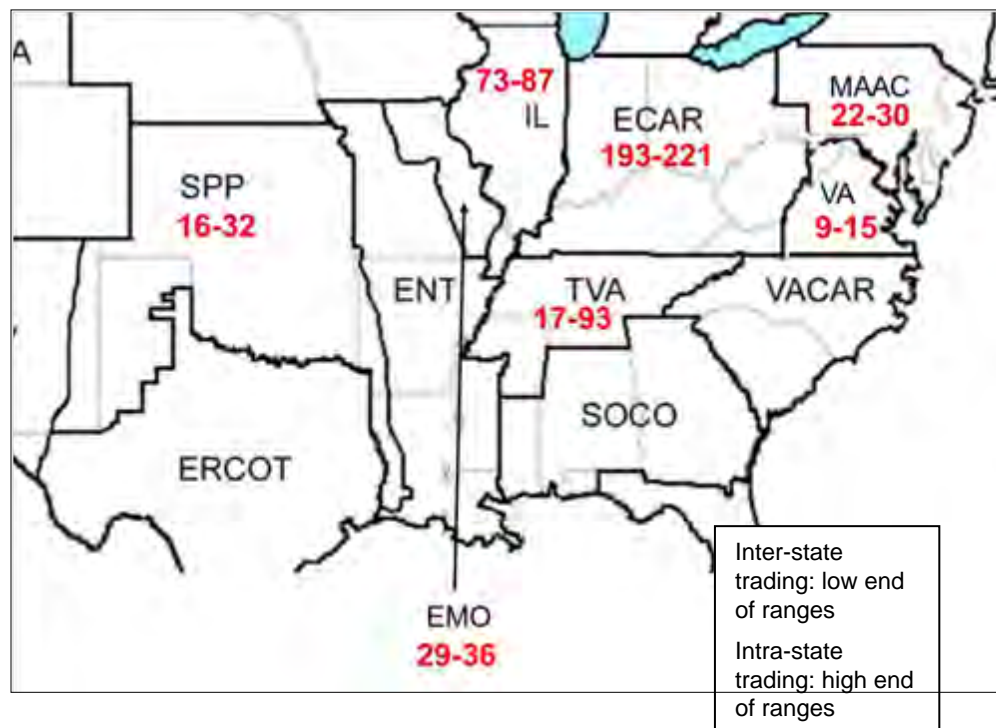 A
73-87
IL
MAAC
22-30
ECAR
193-221
SPP
16-32
VA
9-15
ENT
TVA
17-93
VACAR
SOCO
ERCOT
EMO
29-36
Inter-state
trading: low end
of ranges
Intra-state
trading: high end
of ranges